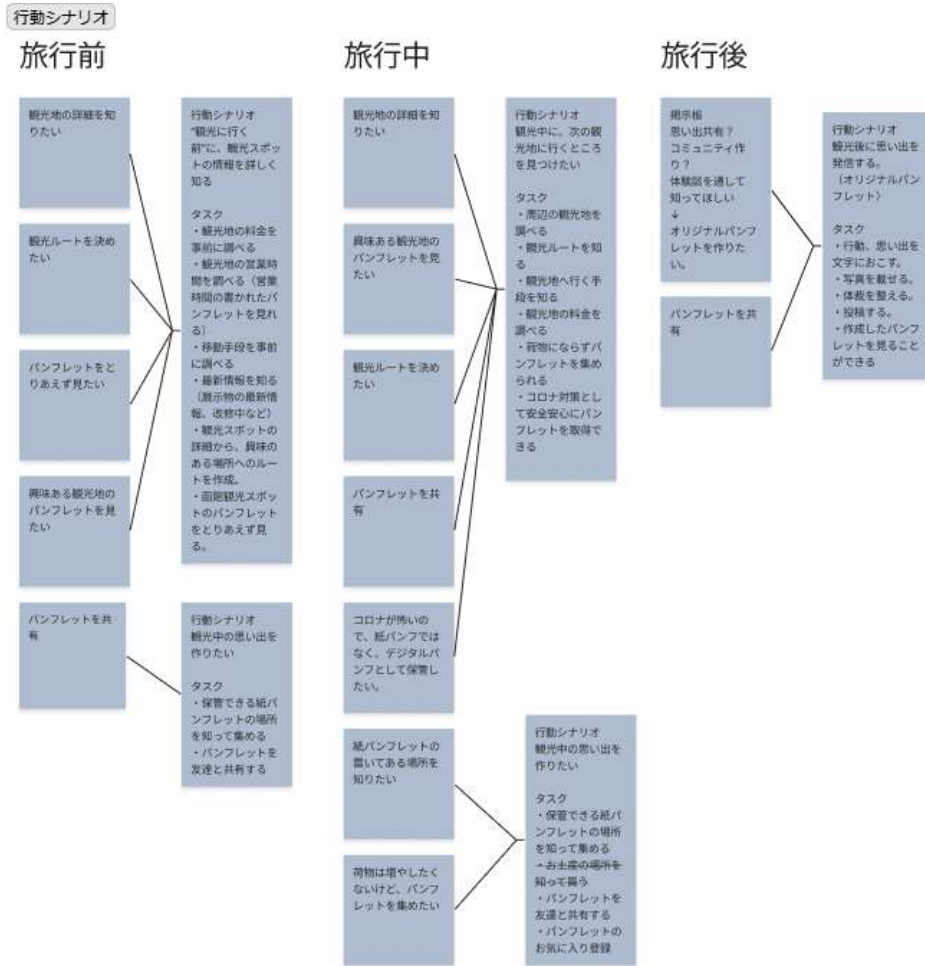 行動シナリオ
旅行前
観光地の詳細を知
りたい
観光ルートを決め
たい
パンフレットをと
りあえず見たい
興味ある観光地の
パンフレットを見
たい
行動シナリオ
"観光に行く
前"に、観光スポッ
トの情報を詳しく
知る
タスク
・観光地の料金を
事前に調べる
・観光地の営業時
間を調べる（営業
時間の書かれたパ
ンフレットを見れ
る）
・移動手段を事前
に調べる
・最新情報を知る
（展示物の最新情
報、改修中など）
・観光スポットの
詳細から、興味の
ある場所へのルー
トを作成。
・函館観光スポッ
トのパンフレット
をとりあえず見
る。
パンフレットを共
有
行動シナリオ
観光中の思い出を
作りたい
タスク
・保管できる紙パ
ンフレットの場所
を知って集める
・パンフレットを
友達と共有する
旅行中
観光地の詳細を知
りたい
興味ある観光地の
パンフレットを見
たい
観光ルートを決め
たい
パンフレットを共
有
コロナが怖いの
で、紙パンフでは
なく、デジタルパ
ンフとして保管し
たい。
行動シナリオ
観光中に、次の観
光地に行くところ
を見つけたい
タスク
・周辺の観光地を
調べる
・観光ルートを知
る
・観光地へ行く手
段を知る
・観光地の料金を
調べる
・荷物にならずパ
ンフレットを集め
られる
・コロナ対策とし
て安全安心にパン
フレットを取得で
きる
紙パンフレットの
置いてある場所を
知りたい
荷物は増やしたく
ないけど、パンフ
レットを集めたい
行動シナリオ
観光中の思い出を
作りたい
タスク
・保管できる紙パ
ンフレットの場所
を知って集める
・お土産の場所を
知って買う
・パンフレットを
友達と共有する
・パンフレットの
お気に入り登録
旅行後
掲示板
思い出共有？
コミュニティ作
り？
体験談を通して
知ってほしい
↓
オリジナルパンフ
レットを作りた
い。
パンフレットを共
有
行動シナリオ
観光後に思い出を
発信する。
（オリジナルパン
フレット）
タスク
・行動、思い出を
文字におこす。
・写真を載せる。
・体裁を整える。
・投稿する。
・作成したパンフ
レットを見ること
ができる